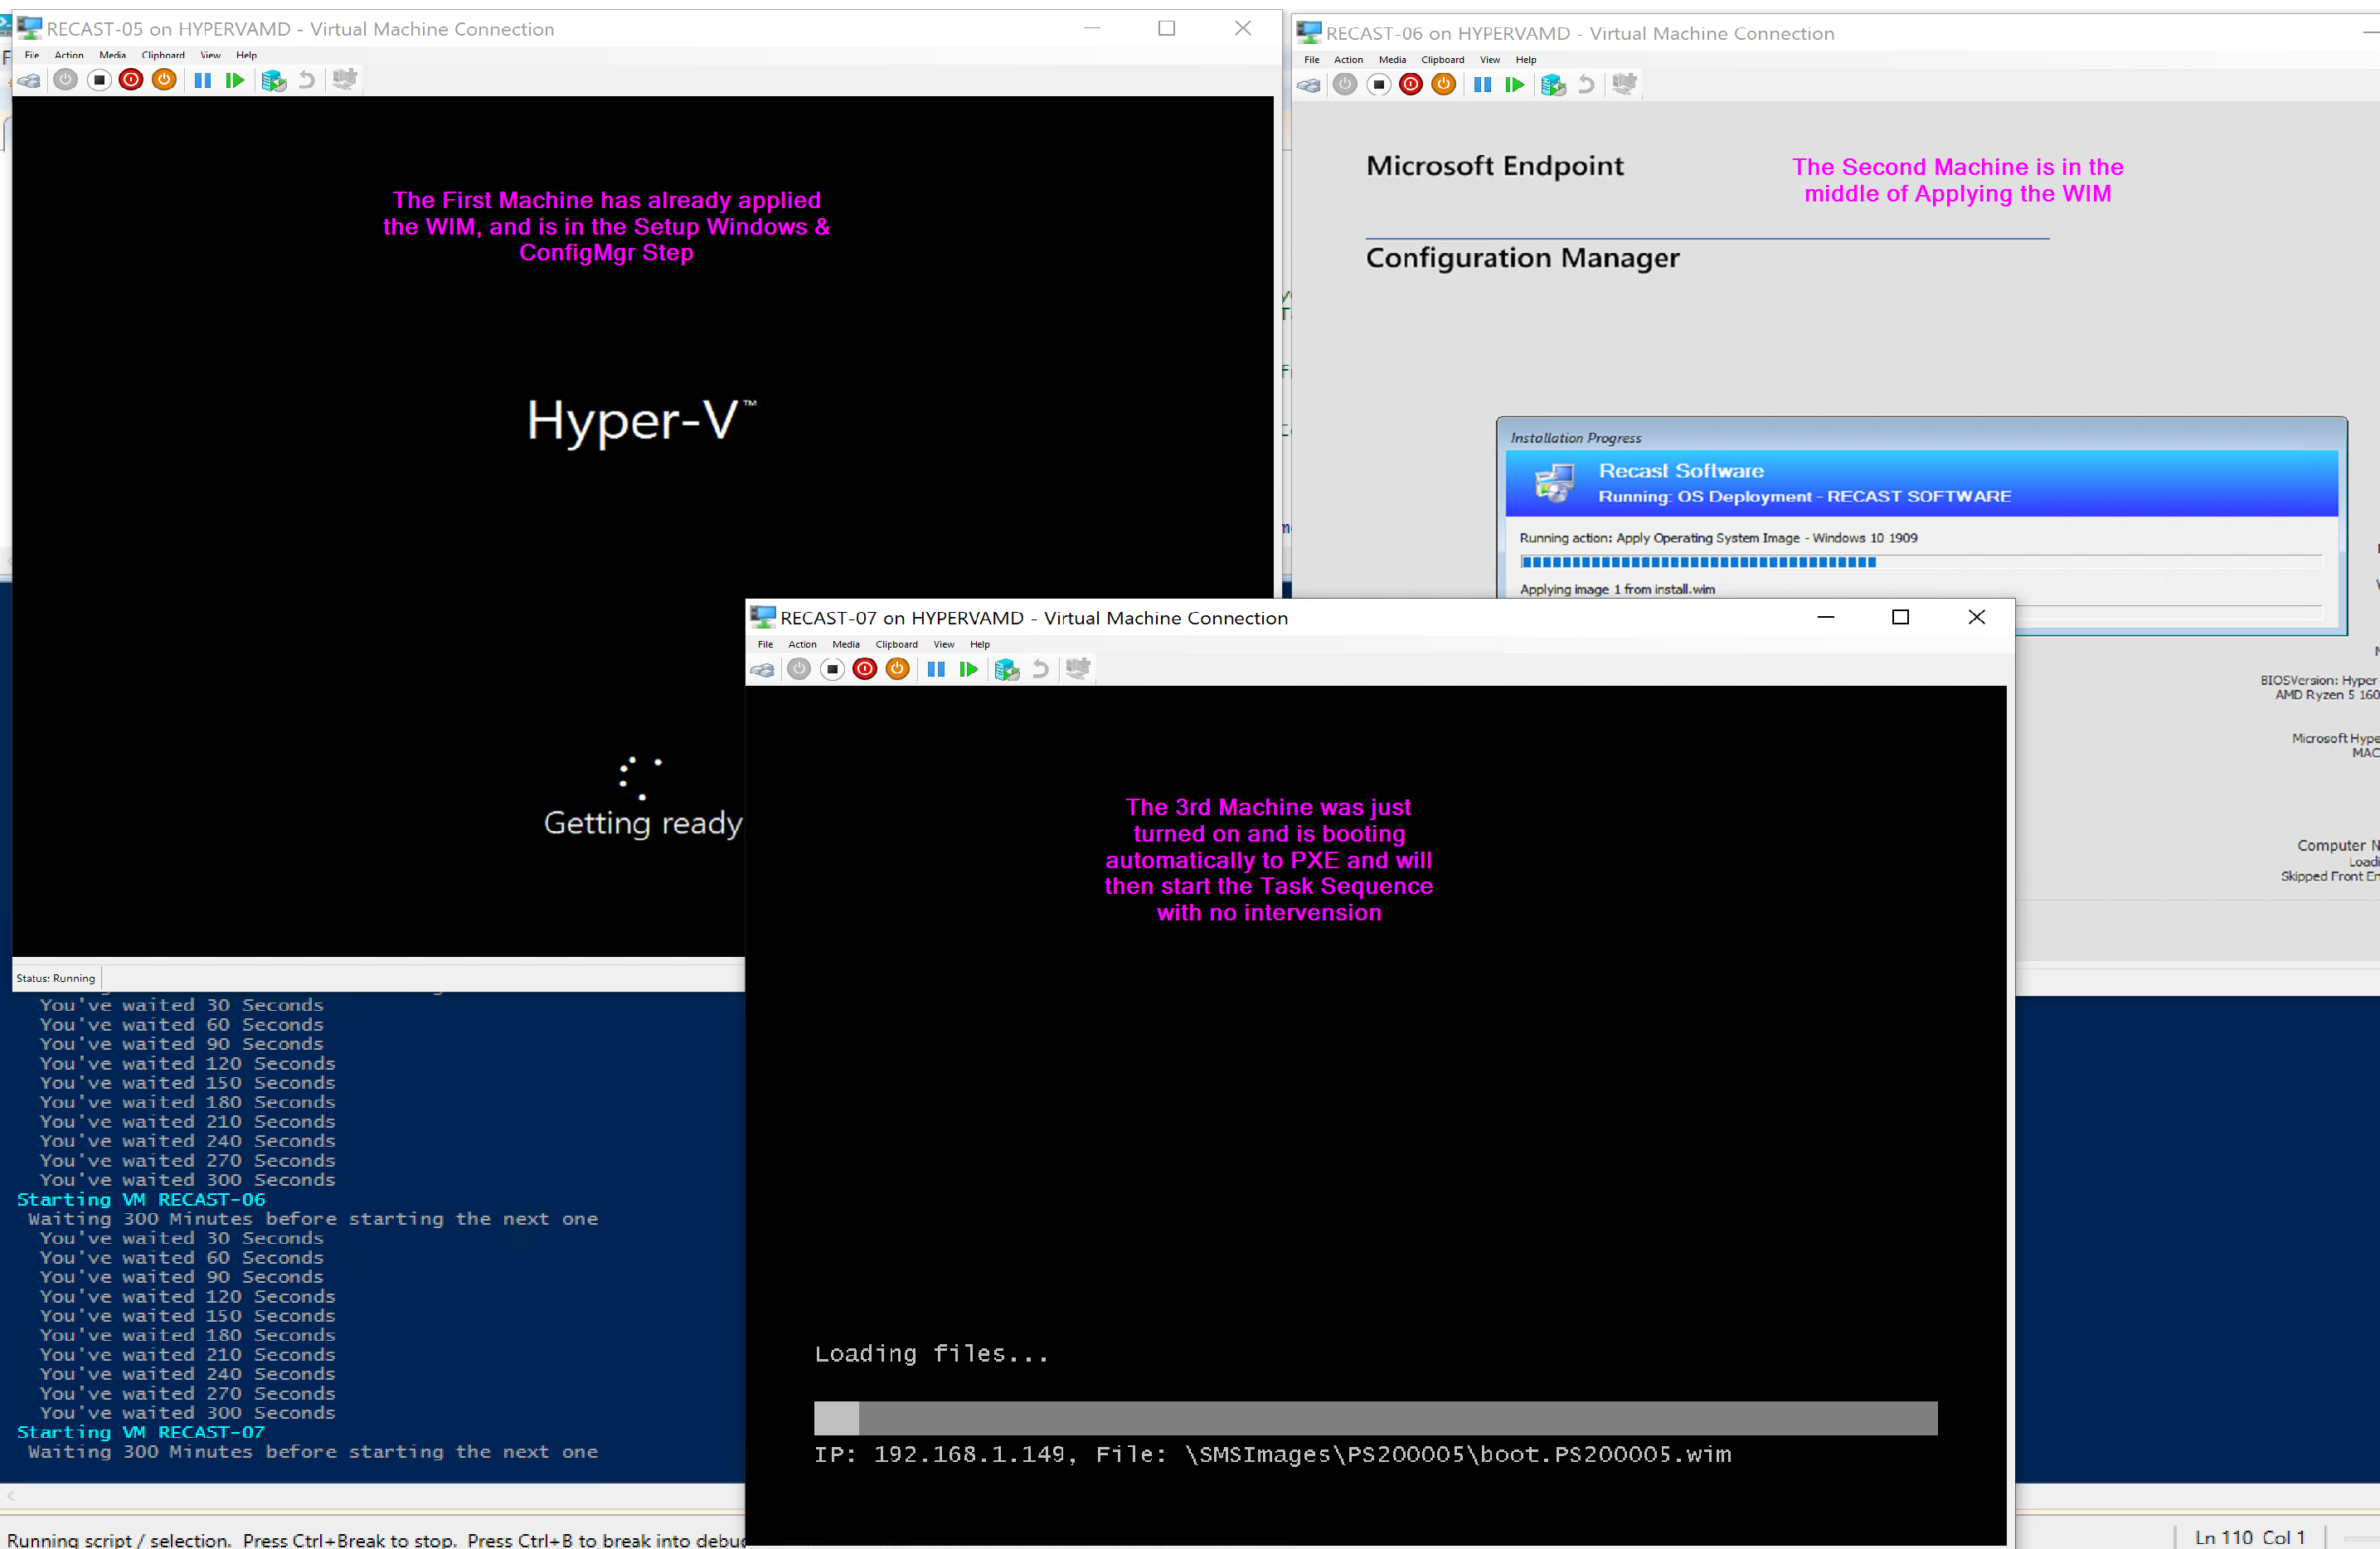 RECAST-05 on HYPERVAMD - Virtual Machine Connection
File Action Media Clipboard View Help
The First Machine has already applied
the WIM, and is in the Setup Windows &
ConfigMgr Step
Hyper-V™
Getting ready
Status: Running
RECAST-06 on HYPERVAMD - Virtual Machine Connection
File Action Media Clipboard View Help
Microsoft Endpoint
Configuration Manager
The Second Machine is in the
middle of Applying the WIM
Installation Progress
Recast Software
Running: OS Deployment - RECAST SOFTWARE
Running action: Apply Operating System Image - Windows 10 1909
Applying image 1 from install.wim
BIOSVersion: Hyper
AMD Ryzen 5 160
Microsoft Hype
MAC
Computer N
Loadi
Skipped Front En
RECAST-07 on HYPERVAMD - Virtual Machine Connection
File Action Media Clipboard View Help
The 3rd Machine was just
turned on and is booting
automatically to PXE and will
then start the Task Sequence
with no intervension
Loading files...
IP: 192.168.1.149, File: \SMSImages\PS200005\boot.PS200005.wim
You've waited 30 Seconds
You've waited 60 Seconds
You've waited 90 Seconds
You've waited 120 Seconds
You've waited 150 Seconds
You've waited 180 Seconds
You've waited 210 Seconds
You've waited 240 Seconds
You've waited 270 Seconds
You've waited 300 Seconds
Starting VM RECAST-06
Waiting 300 Minutes before starting the next one
You've waited 30 Seconds
You've waited 60 Seconds
You've waited 90 Seconds
You've waited 120 Seconds
You've waited 150 Seconds
You've waited 180 Seconds
You've waited 210 Seconds
You've waited 240 Seconds
You've waited 270 Seconds
You've waited 300 Seconds
Starting VM RECAST-07
Waiting 300 Minutes before starting the next one
Running script / selection. Press Ctrl+Break to stop. Press Ctrl+B to break into debug
Ln 110 Col 1